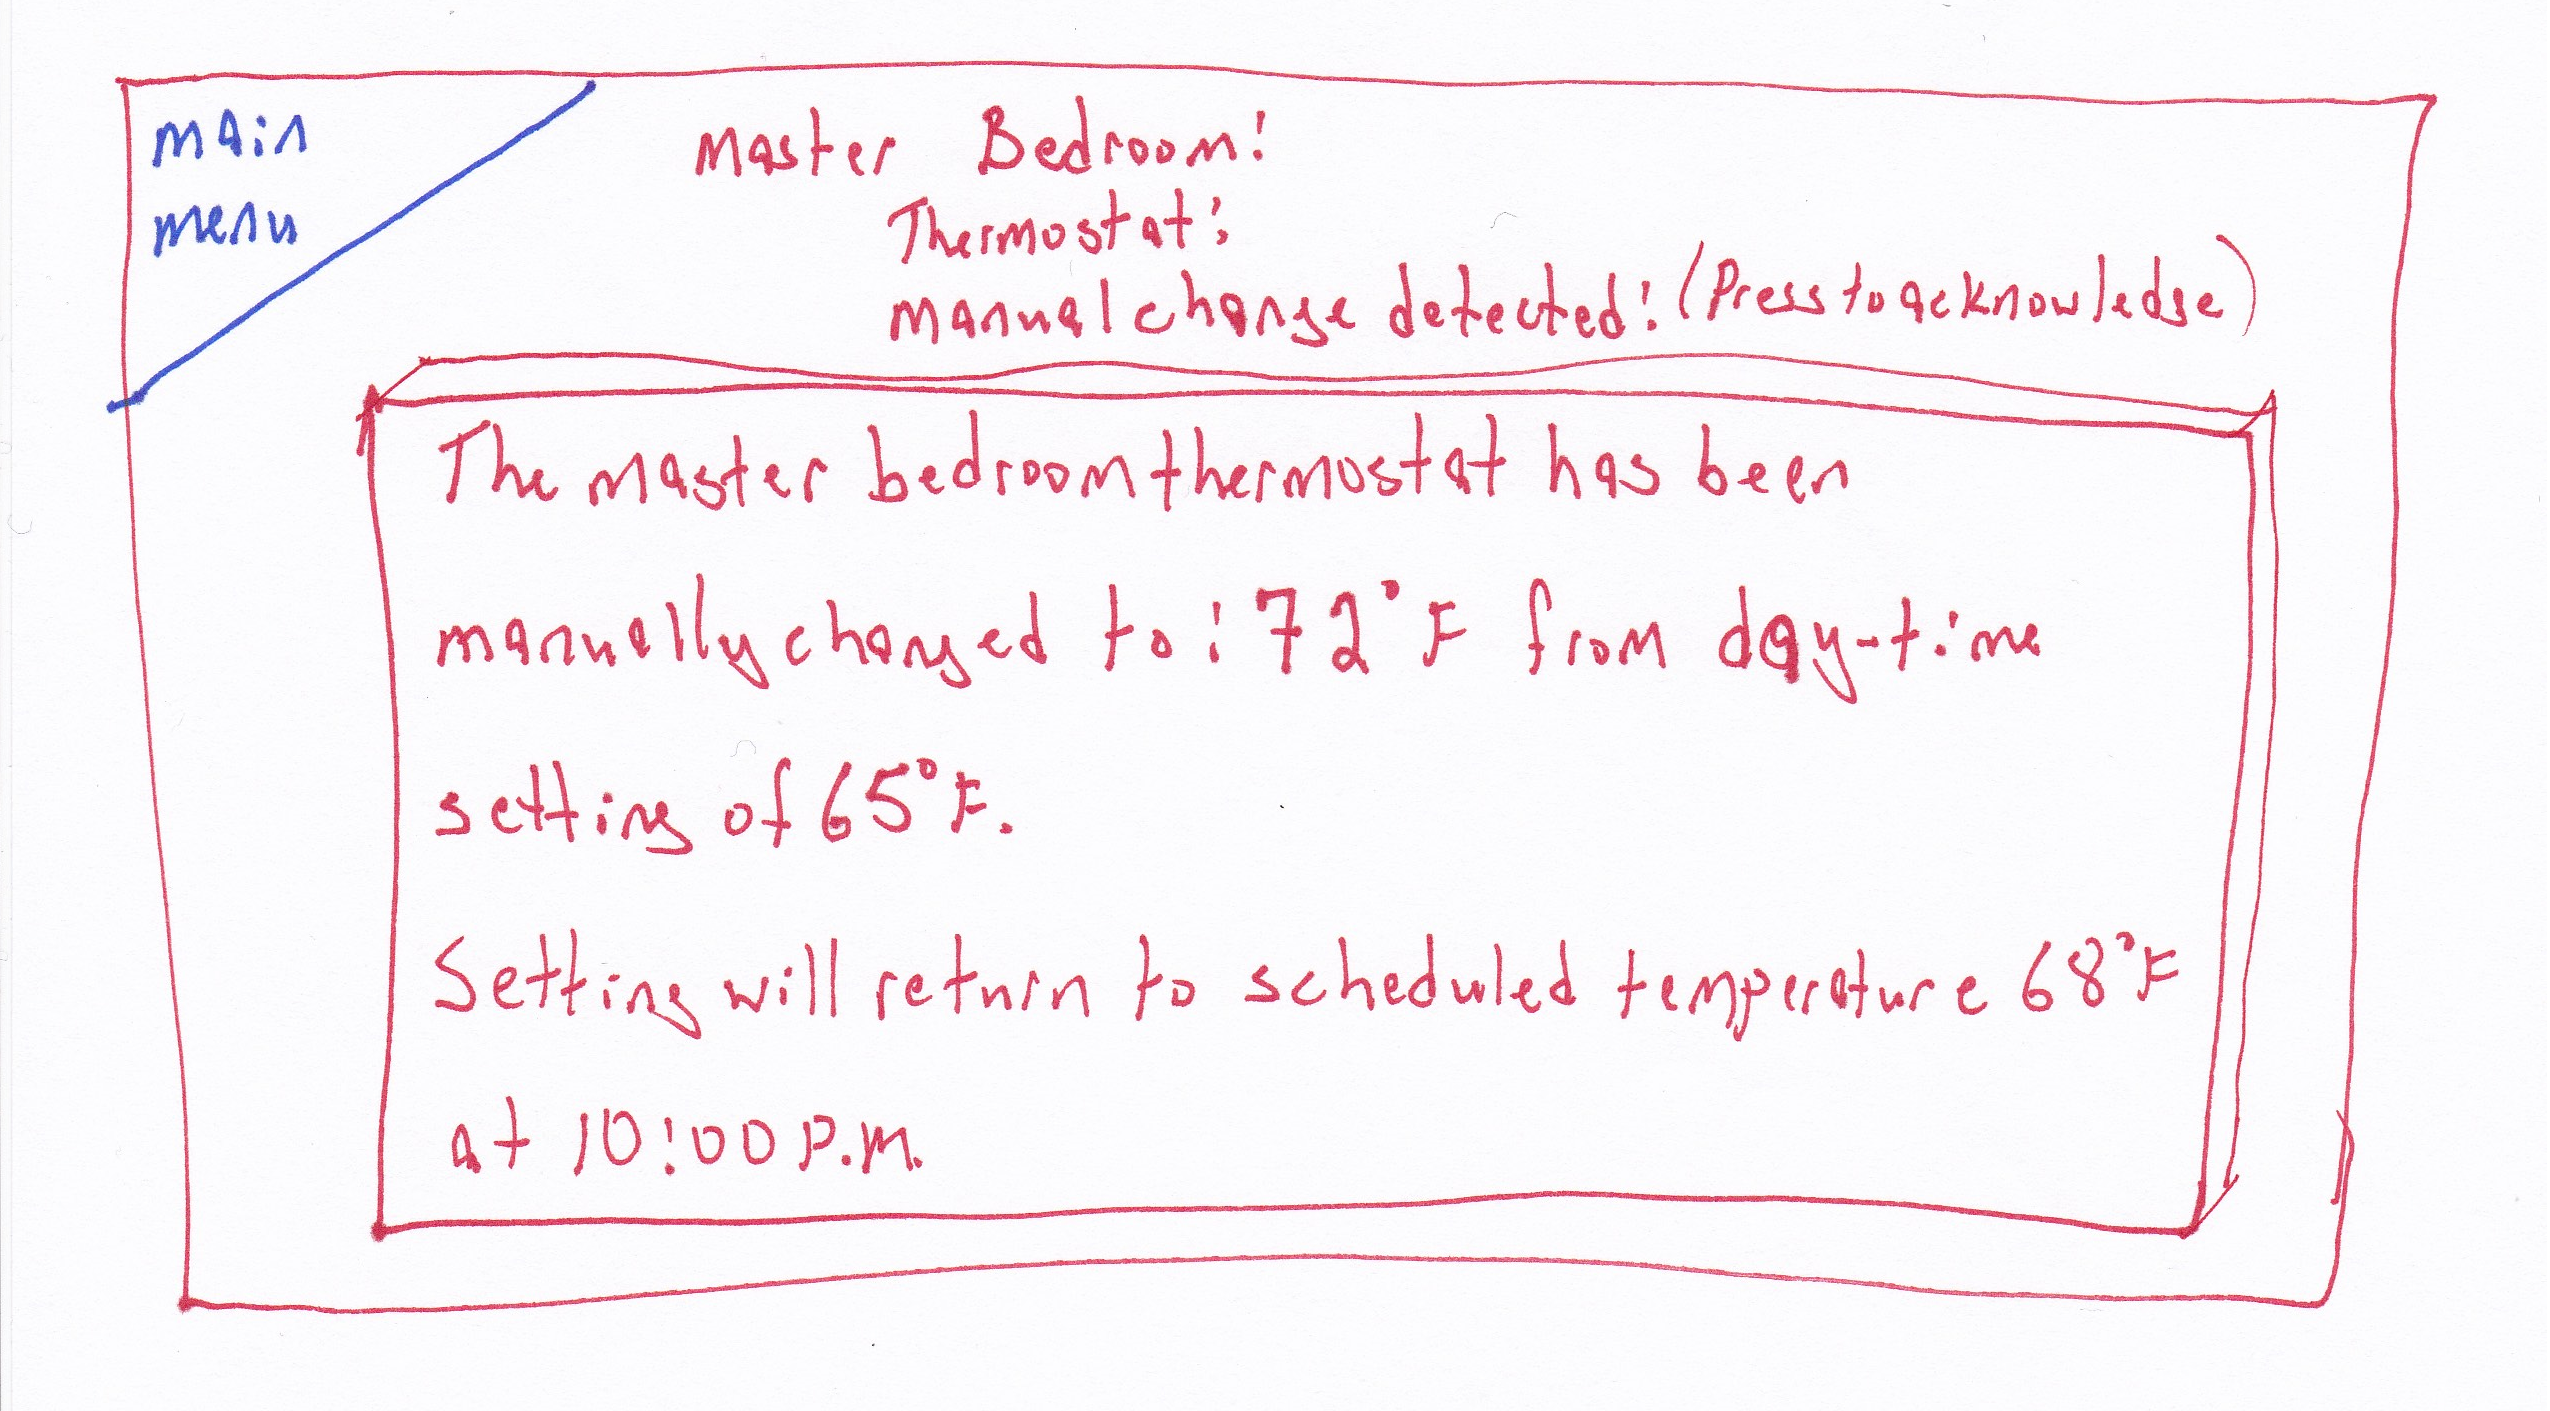 main
menu
Master Bedroom:
Thermostat:
manual change detected! (Press to acknowledge)
The master bedroom thermostat has been
manually changed to: 72°F from day-time
setting of 65°F.
Setting will return to scheduled temperature 68°F
at 10:00 P.M.